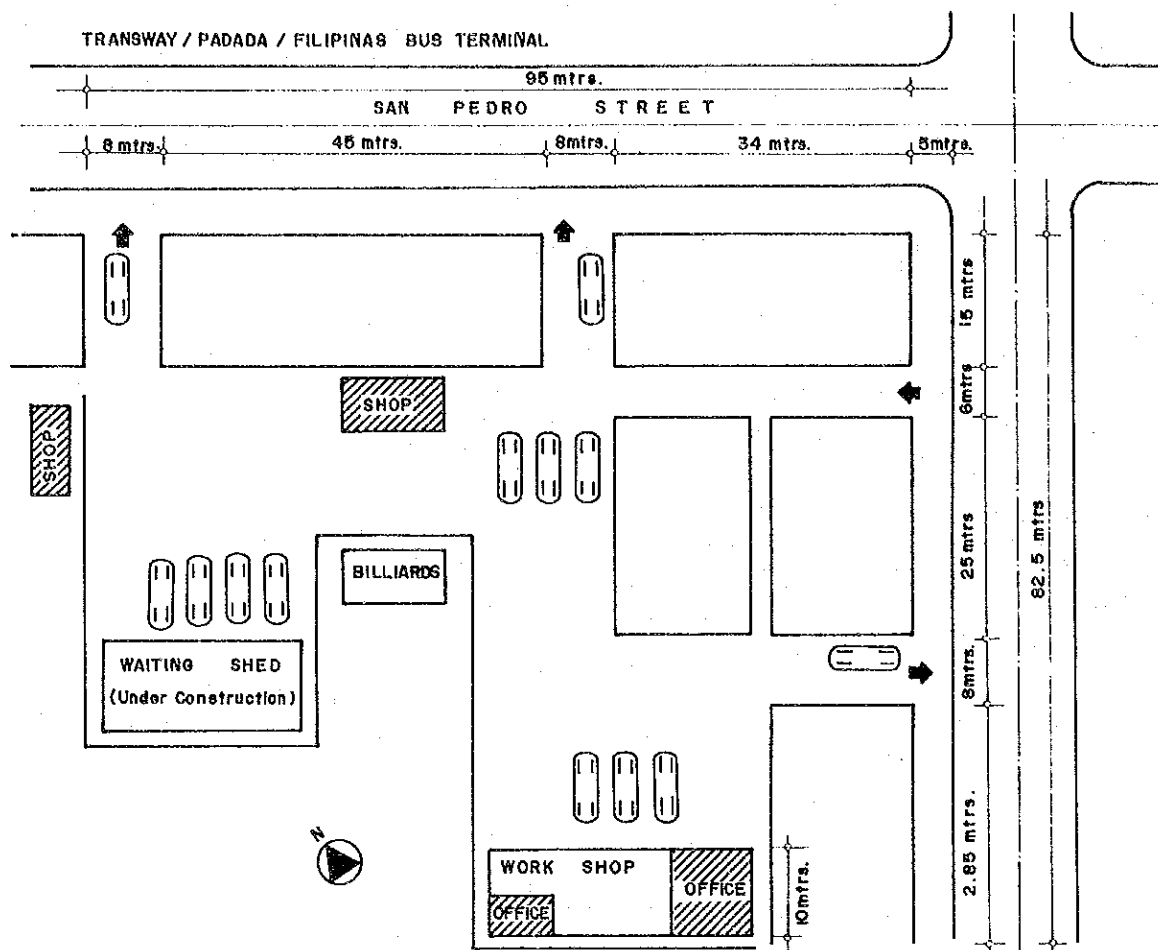 TRANSWAY / PADADA / FILIPINAS BUS TERMINAL
95 mtrs.
SAN PEDRO STREET
8 mtrs.
45 mtrs.
8mtrs.
34 mtrs.
5mtrs.
15 mtrs
6mtrs
SHOP
SHOP
25 mtrs
82.5 mtrs
BILLIARDS
WAITING SHED
(Under Construction)
8mtrs.
N
2.85 mtrs.
WORK SHOP
OFFICE
OFFICE
10mtrs.